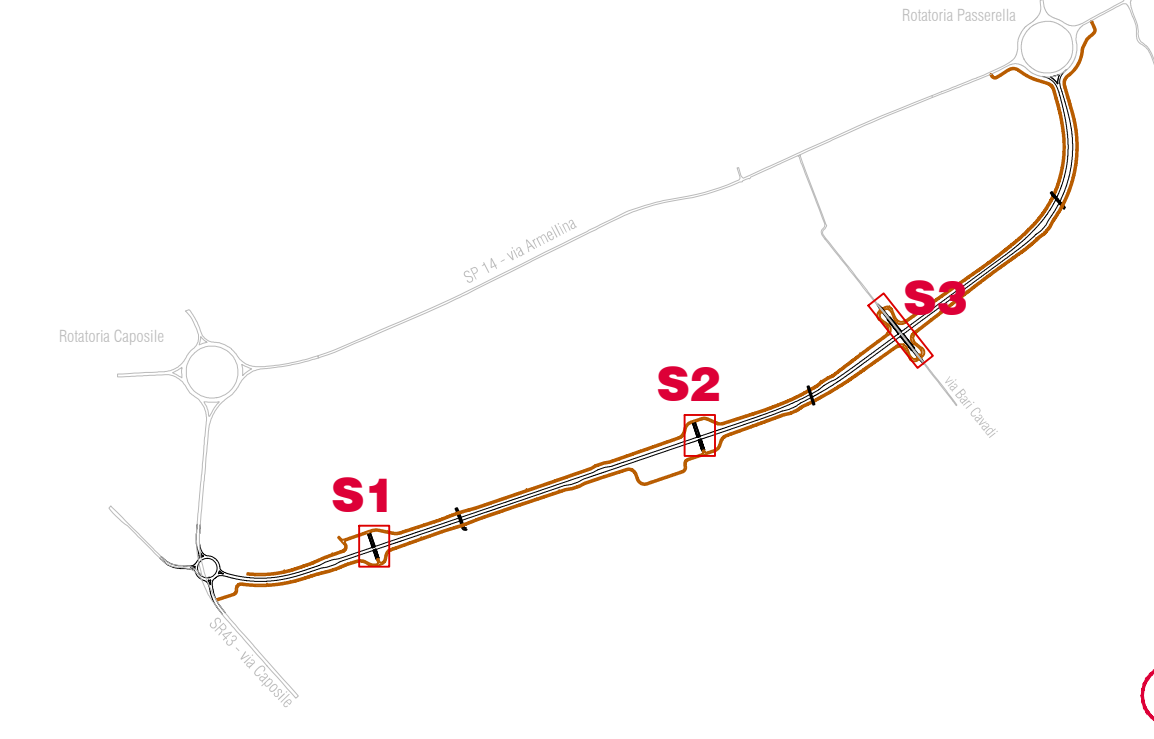 Rotatoria Passerella
SP 14 - via Armellina
S3
Rotatoria Caposile
S2
via Bari Cavadi
S1
SR43 - via Caposile